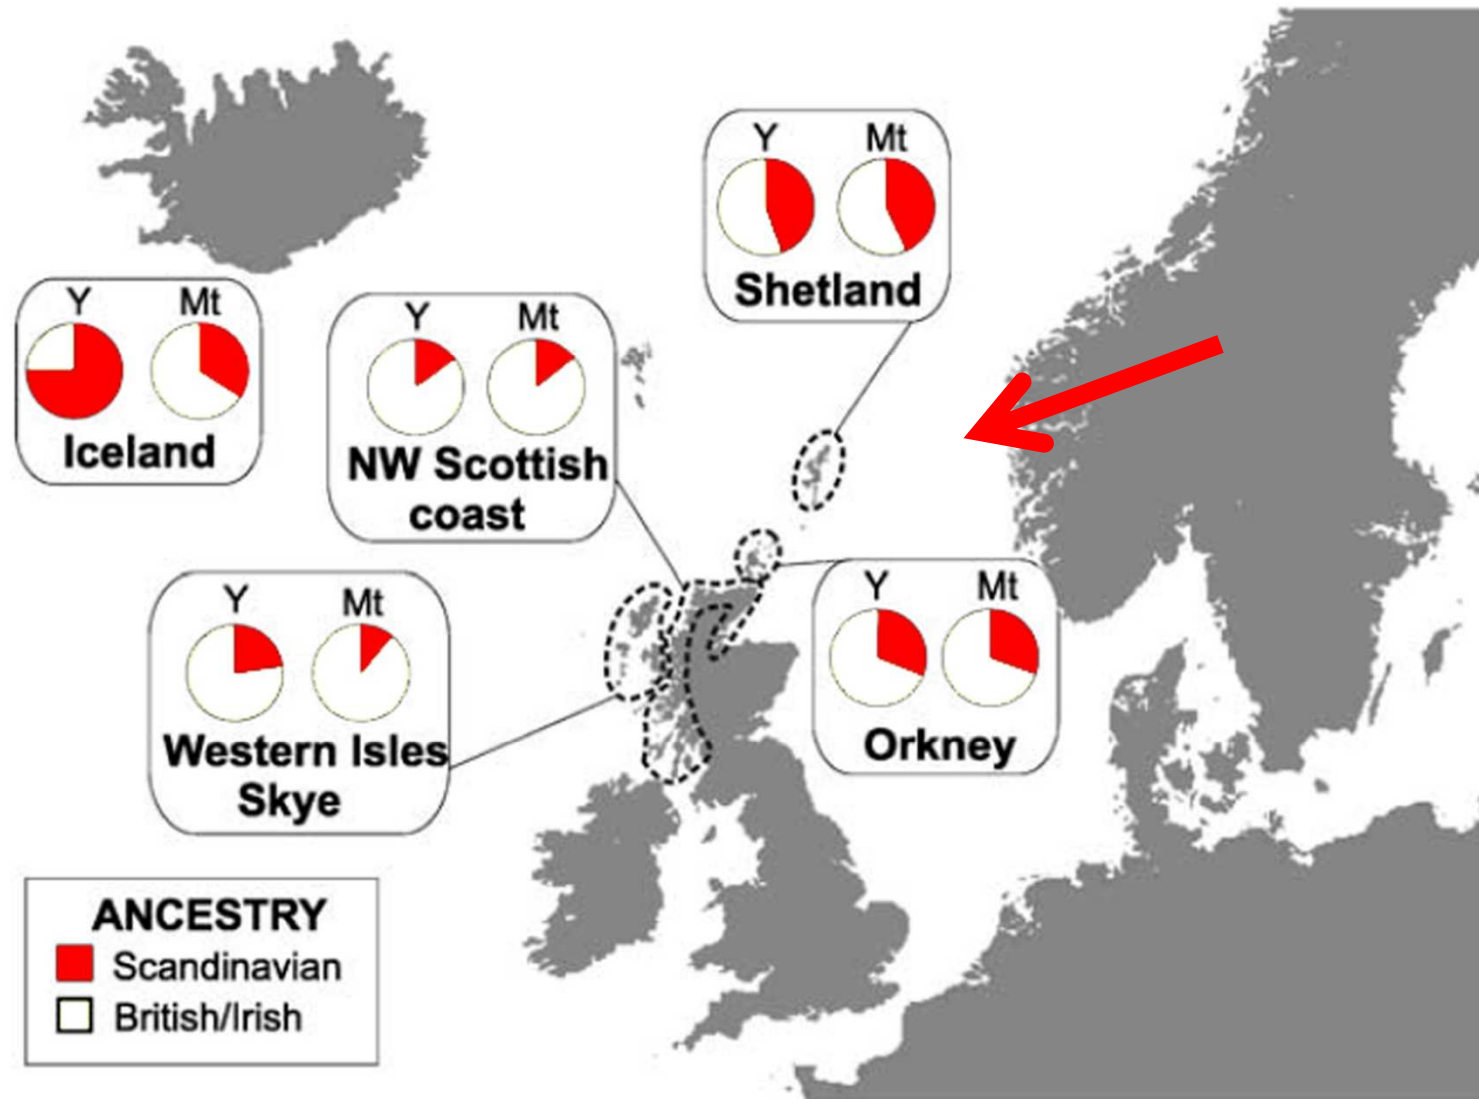 Y Mt
Shetland
Y Mt
Iceland
Y Mt
NW Scottish
coast
Y Mt
Western Isles
Skye
Y Mt
Orkney
ANCESTRY
Scandinavian
British/Irish